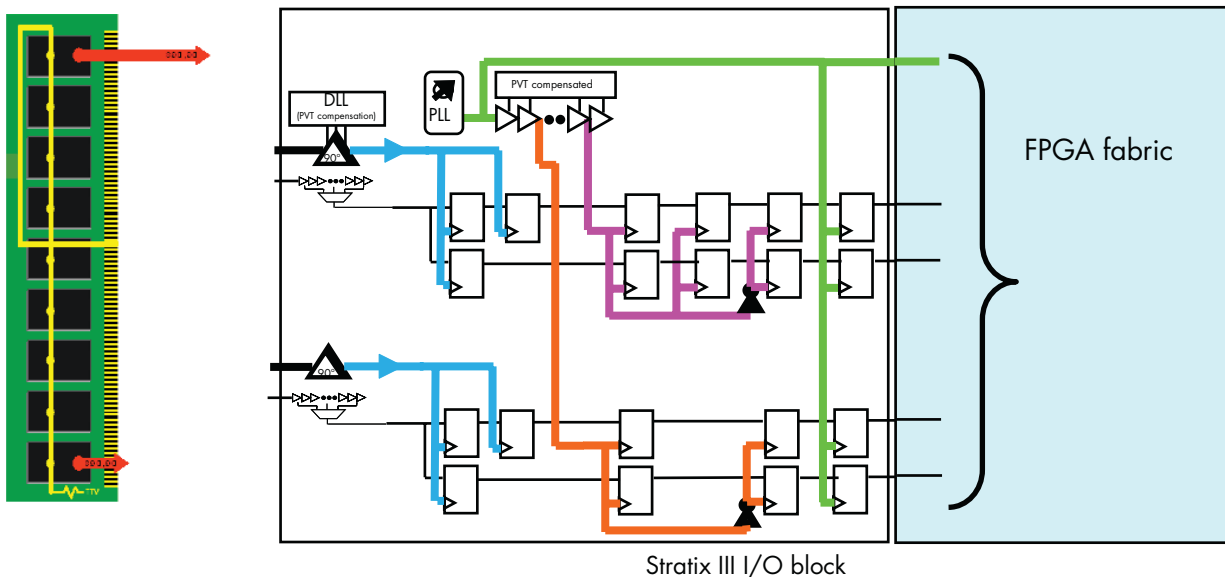 PVT compensated
DLL
(PVT compensation)
PLL
90°
FPGA fabric
90°
Stratix III I/O block